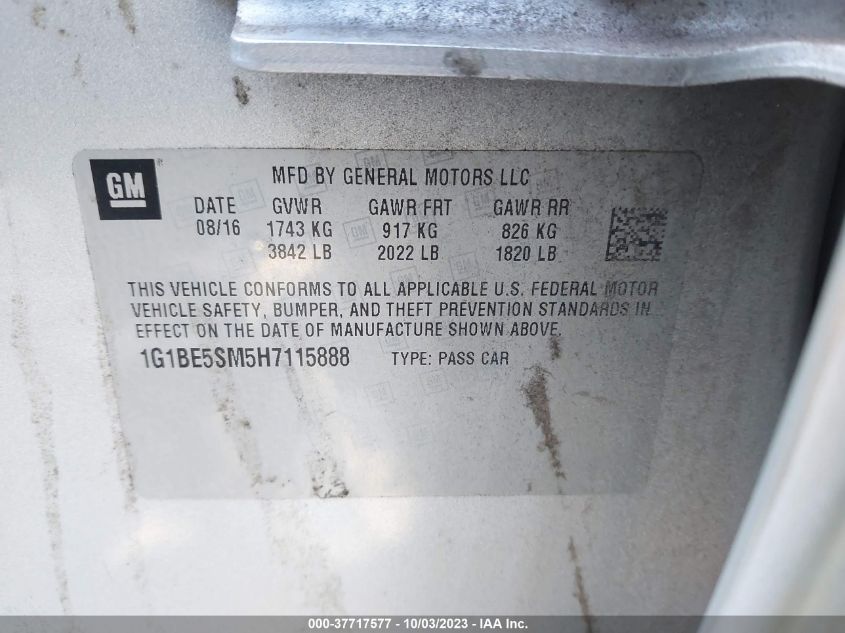 GM
MFD BY GENERAL MOTORS LLC
DATE GVWR GAWR FRT GAWR RR
08/16 1743 KG 917 KG 826 KG
3842 LB 2022 LB 1820 LB
THIS VEHICLE CONFORMS TO ALL APPLICABLE U.S. FEDERAL MOTOR
VEHICLE SAFETY, BUMPER, AND THEFT PREVENTION STANDARDS IN
EFFECT ON THE DATE OF MANUFACTURE SHOWN ABOVE.
1G1BE5SM5H7115888 TYPE: PASS CAR
000-37717577 - 10/03/2023 - IAA Inc.